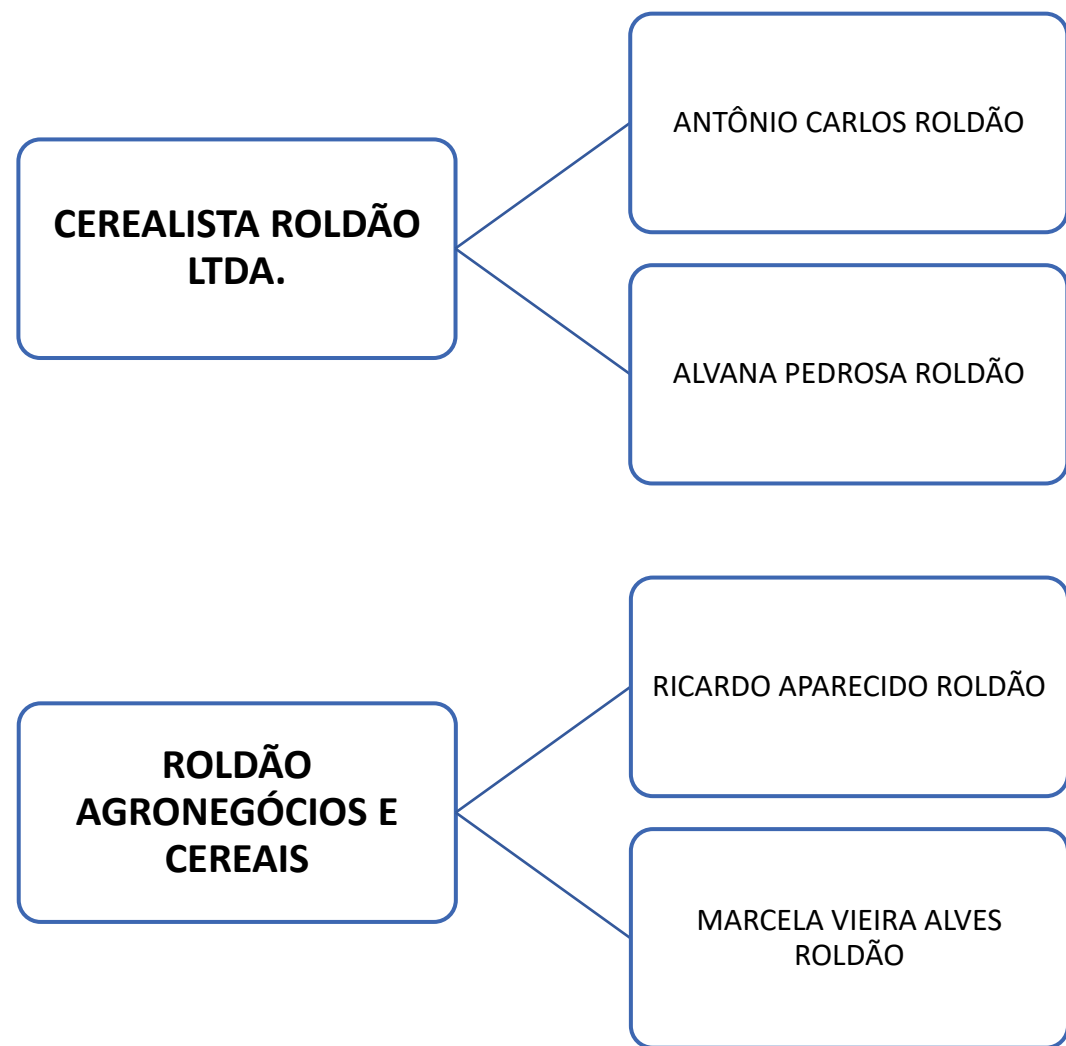 CEREALISTA ROLDÃO
LTDA.
ANTÔNIO CARLOS ROLDÃO
ALVANA PEDROSA ROLDÃO
ROLDÃO
AGRONEGÓCIOS E
CEREAIS
RICARDO APARECIDO ROLDÃO
MARCELA VIEIRA ALVES
ROLDÃO